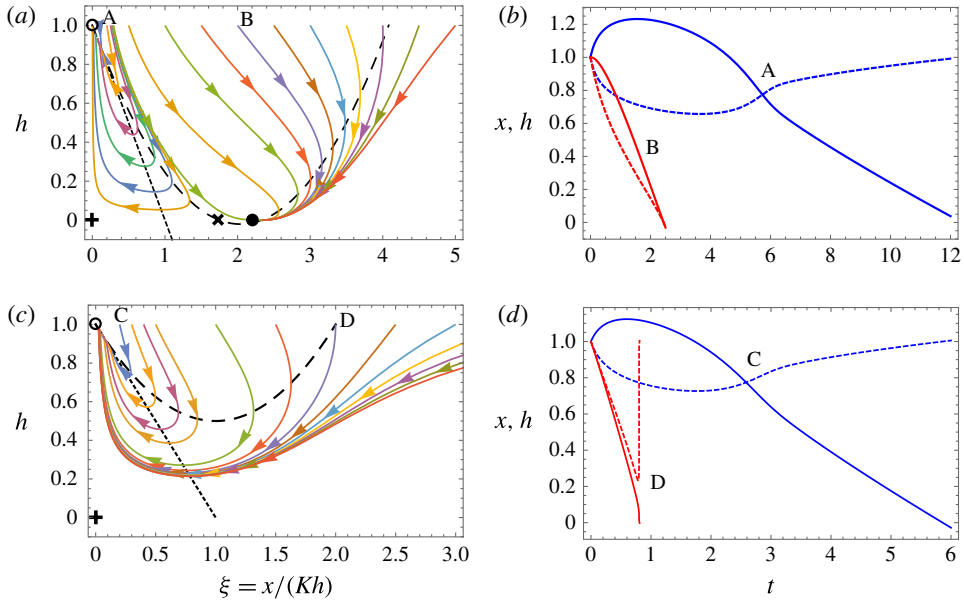 (a) A B
1.0
0.8
0.6
h
0.4
0.2
0
0 1 2 3 4 5
(b)
1.2
1.0
0.8
x, h
0.6
0.4
0.2
0
A
B
0 2 4 6 8 10 12
(c) C D
1.0
0.8
0.6
h
0.4
0.2
0
0 0.5 1.0 1.5 2.0 2.5 3.0
ξ = x/(Kh)
(d)
1.0
0.8
x, h
0.6
0.4
0.2
0
C
D
0 1 2 3 4 5 6
t